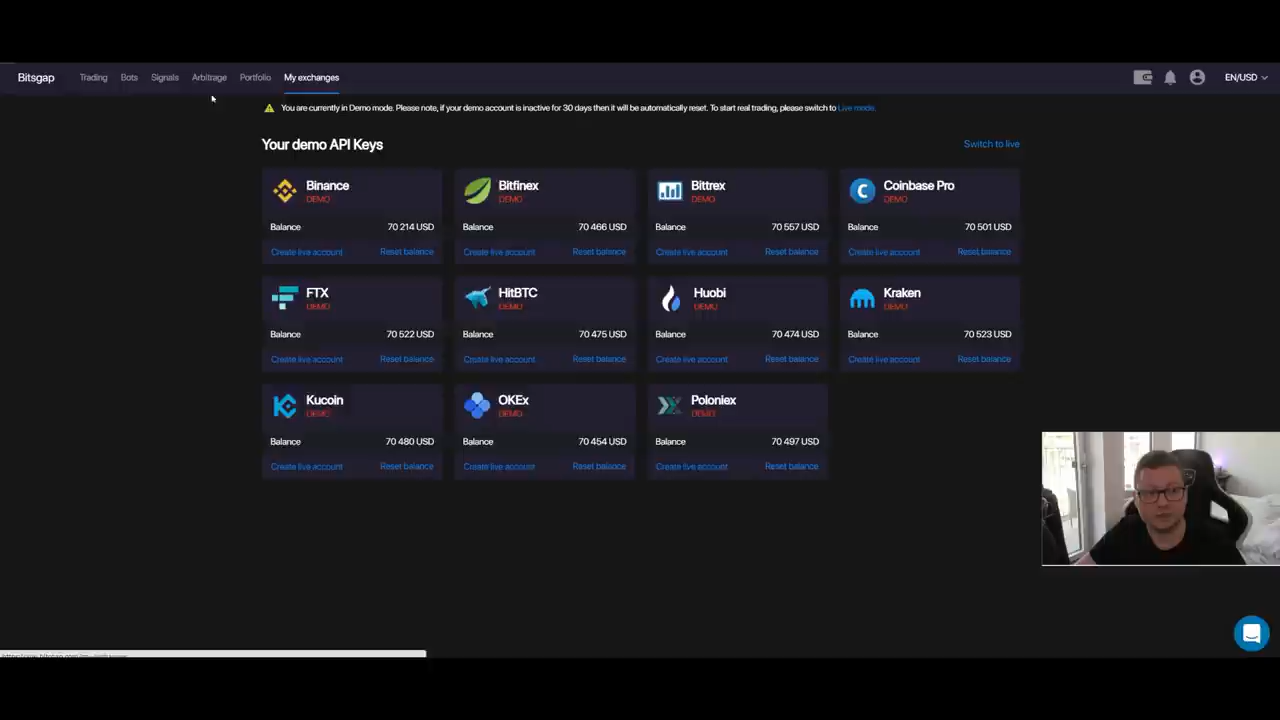 Bitsgap Trading Bots Signals Arbitrage Portfolio My exchanges EN/USD
You are currently in Demo mode. Please note, if your demo account is inactive for 30 days then it will be automatically reset. To start real trading, please switch to Live mode.
Your demo API Keys Switch to live
Binance Bitfinex Bittrex Coinbase Pro
DEMO DEMO DEMO DEMO
Balance 70 214 USD Balance 70 466 USD Balance 70 557 USD Balance 70 501 USD
Create live account Reset balance Create live account Reset balance Create live account Reset balance Create live account Reset balance
FTX HitBTC Huobi Kraken
DEMO DEMO DEMO DEMO
Balance 70 522 USD Balance 70 475 USD Balance 70 474 USD Balance 70 523 USD
Create live account Reset balance Create live account Reset balance Create live account Reset balance Create live account Reset balance
Kucoin OKEx Poloniex
DEMO DEMO DEMO
Balance 70 480 USD Balance 70 454 USD Balance 70 497 USD
Create live account Reset balance Create live account Reset balance Create live account Reset balance